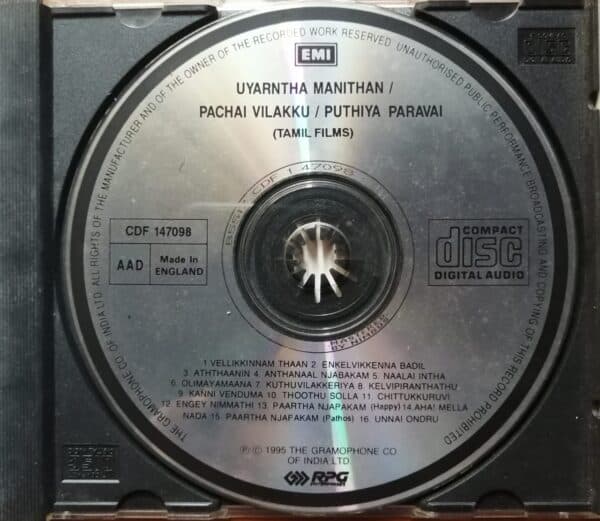 ALL RIGHTS OF THE MANUFACTURER AND OF THE OWNER OF THE RECORDED WORK RESERVED. UNAUTHORISED PUBLIC PERFORMANCE BROADCASTING AND COPYING OF THIS RECORD PROHIBITED
THE GRAMOPHONE CO OF INDIA LTD.
EMI
UYARNTHA MANITHAN /
PACHAI VILAKKU / PUTHIYA PARAVAI
(TAMIL FILMS)
CDF 147098
CDF 147098
AAD
Made in
ENGLAND
COMPACT
disc
DIGITAL AUDIO
MASTERED
BY NIMBUS
1 VELLIKKINNAM THAAN 2. ENKELVIKKENNA BADIL
3. ATHTHAANIN 4. ANTHANAAL NJABAKAM 5. NAALAI INTHA
6. OLIMAYAMAANA 7. KUTHUVILAKKERIYA 8. KELVIPIRANTHATHU
9. KANNI VENDUMA 10. THOOTHU SOLLA 11. CHITTUKKURUVI
12. ENGEY NIMMATHI 13. PAARTHA NJAPAKAM (Happy) 14. AHA! MELLA
NADA 15. PAARTHA NJAPAKAM (Pathos) 16. UNNAI ONDRU
Ⓟ © 1995 THE GRAMOPHONE CO
OF INDIA LTD.
RPG